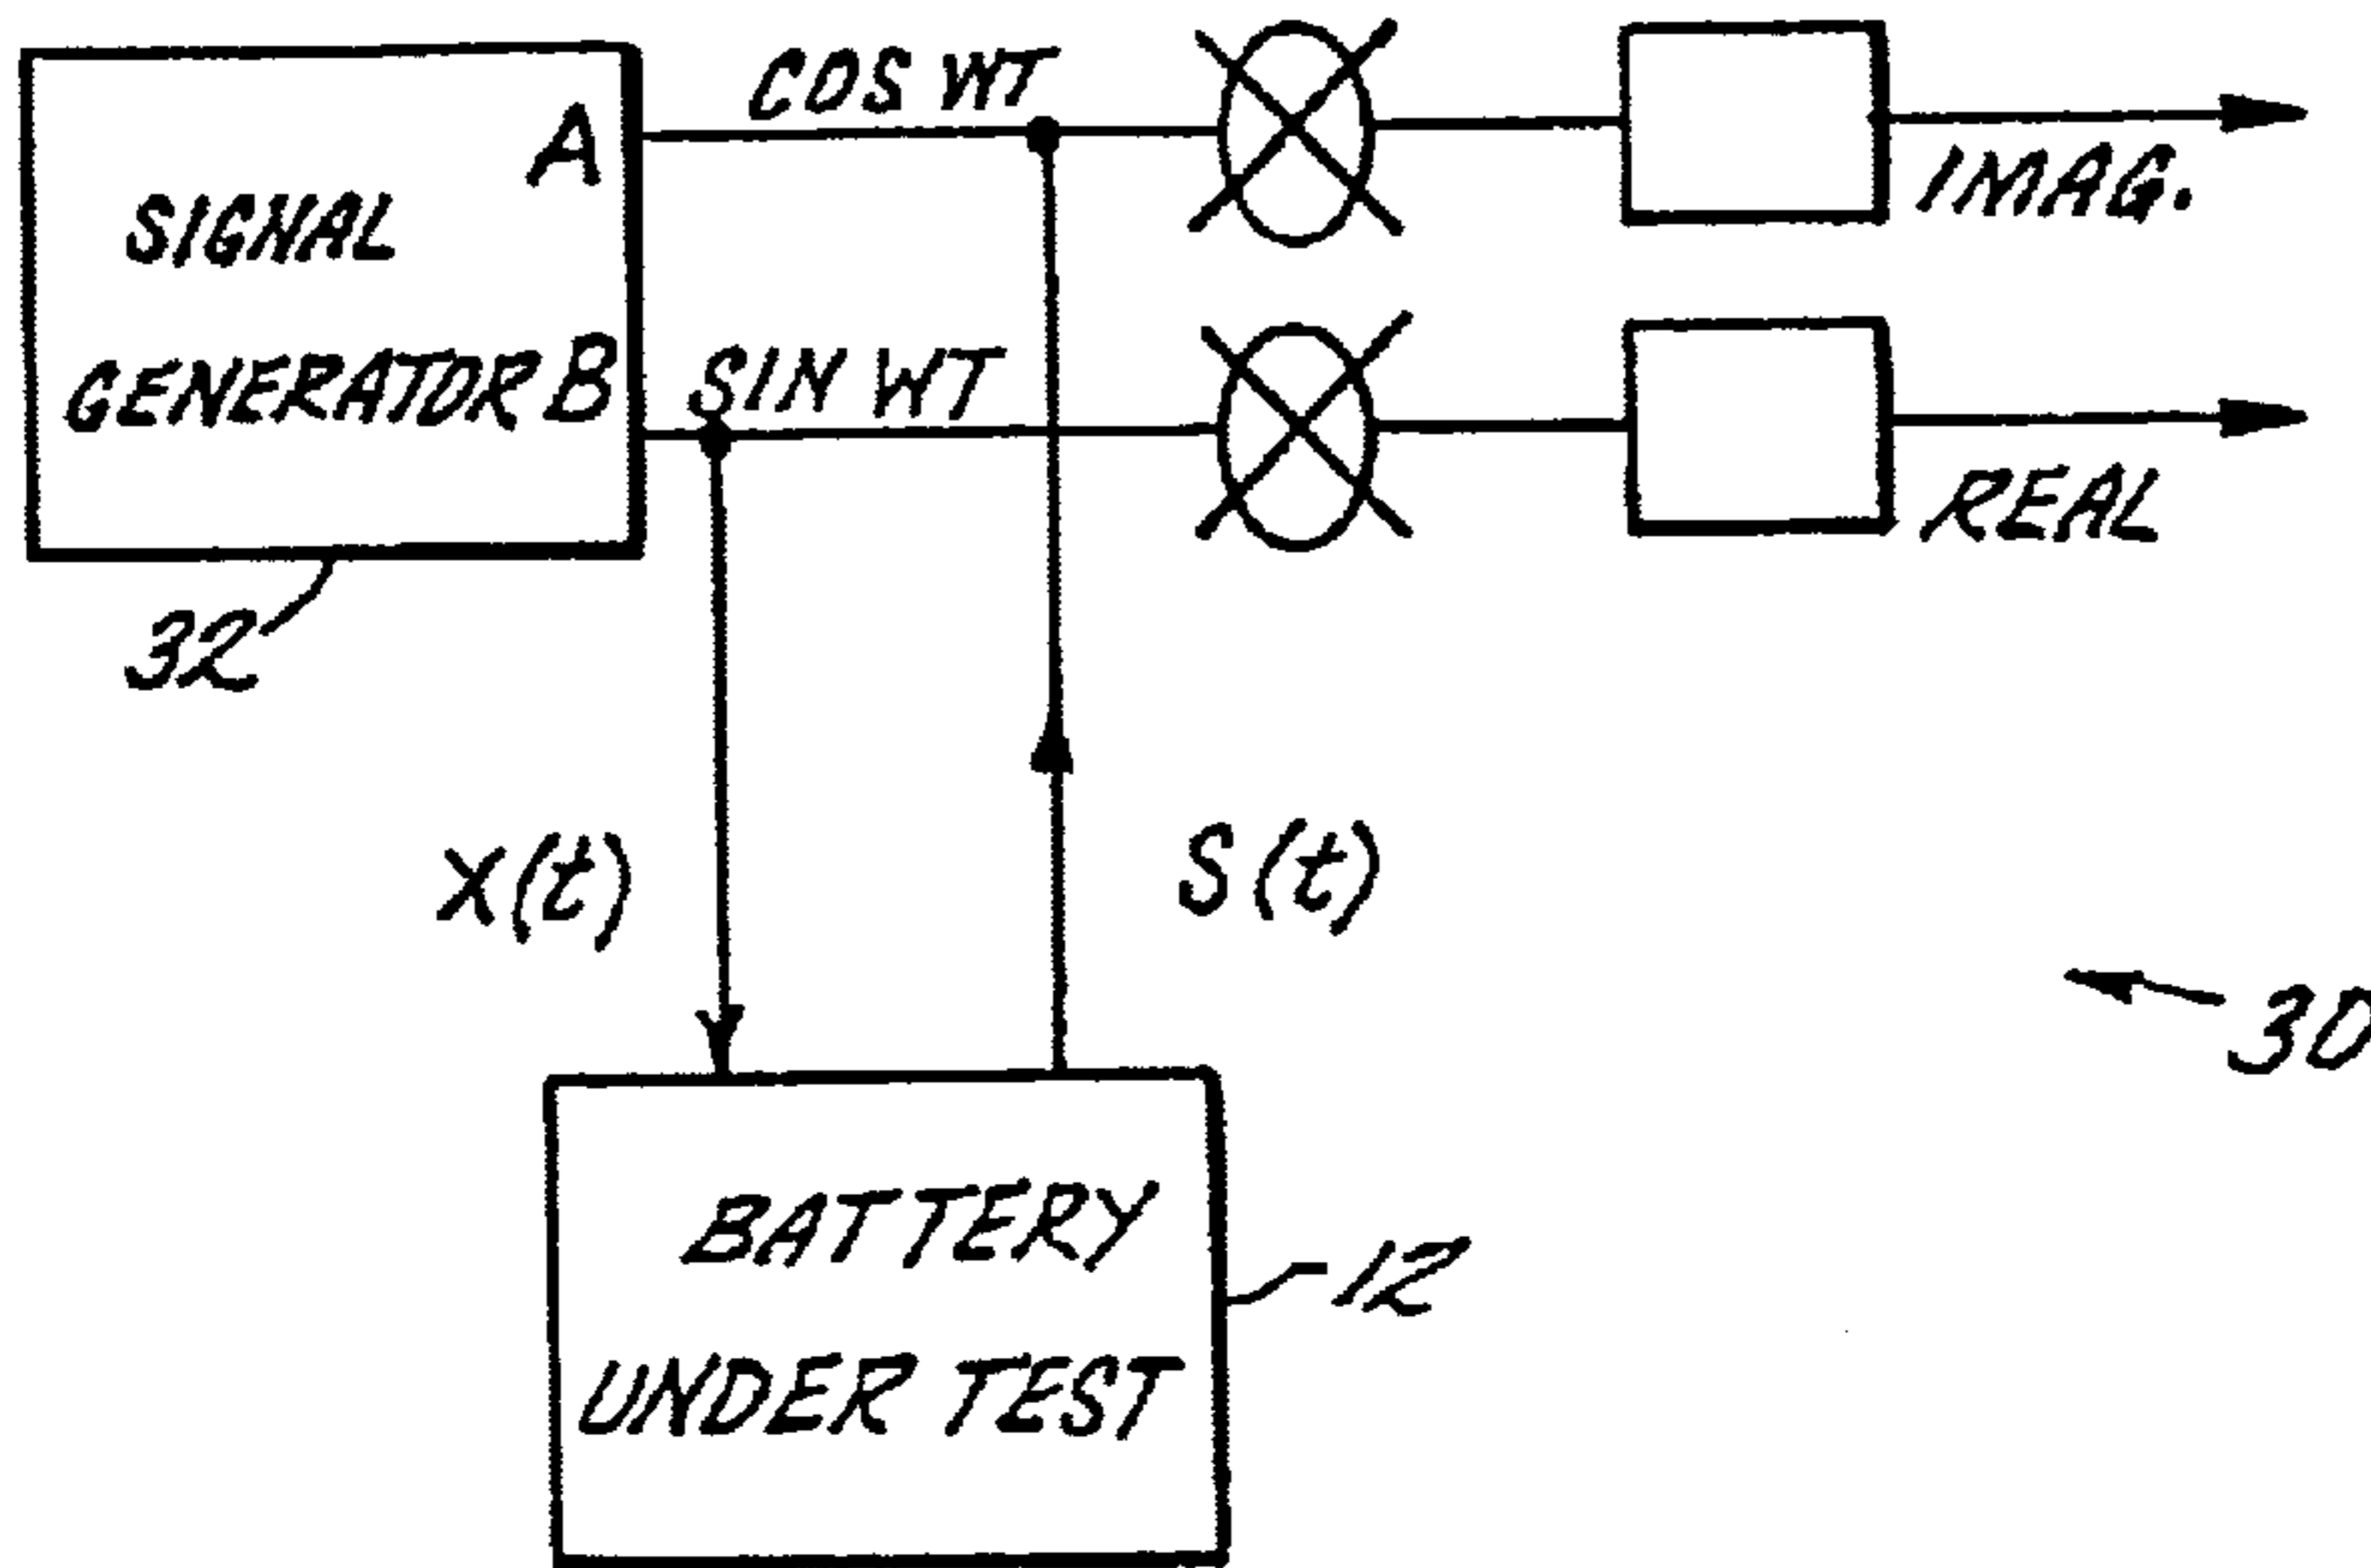 COS WT
A
SIGNAL
GENERATOR B
SIN WT
IMAG.
REAL
32
X(t)
S(t)
30
BATTERY
UNDER TEST
12